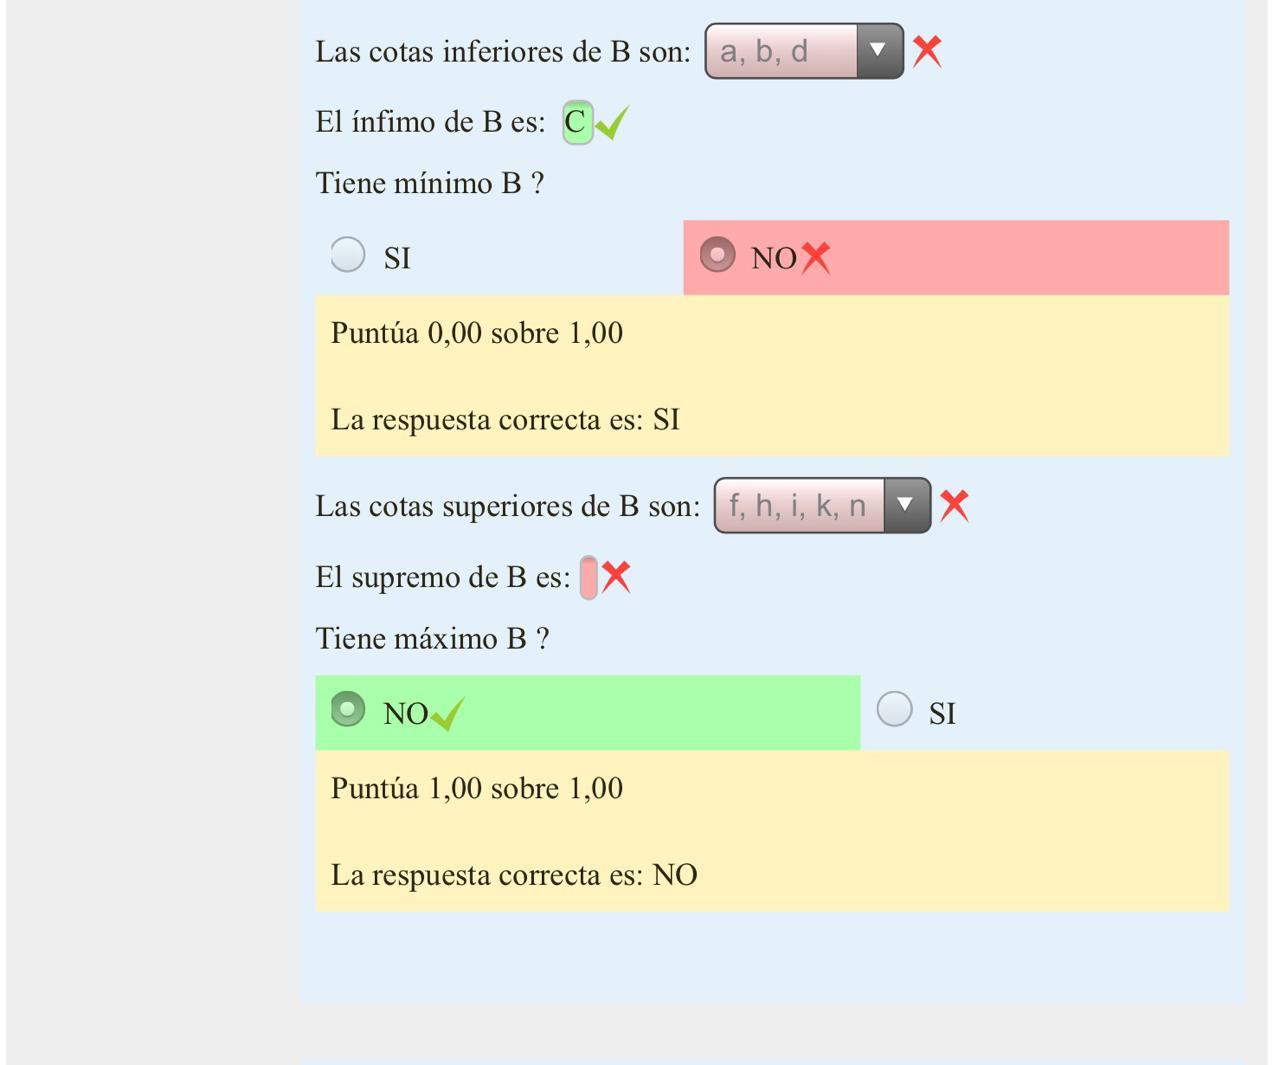 Las cotas inferiores de B son: a, b, d
El ínfimo de B es: C
Tiene mínimo B ?
SI NO
Puntúa 0,00 sobre 1,00
La respuesta correcta es: SI
Las cotas superiores de B son: f, h, i, k, n
El supremo de B es:
Tiene máximo B ?
NO SI
Puntúa 1,00 sobre 1,00
La respuesta correcta es: NO